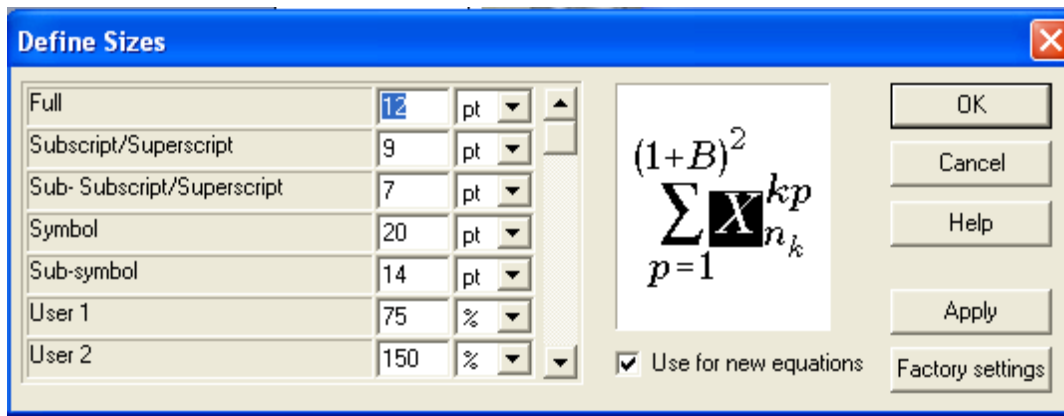 Define Sizes
Full 12 pt
Subscript/Superscript 9 pt
Sub- Subscript/Superscript 7 pt
Symbol 20 pt
Sub-symbol 14 pt
User 1 75 %
User 2 150 %
(1+B)²
∑ X kp
n k
p=1
Use for new equations
OK
Cancel
Help
Apply
Factory settings